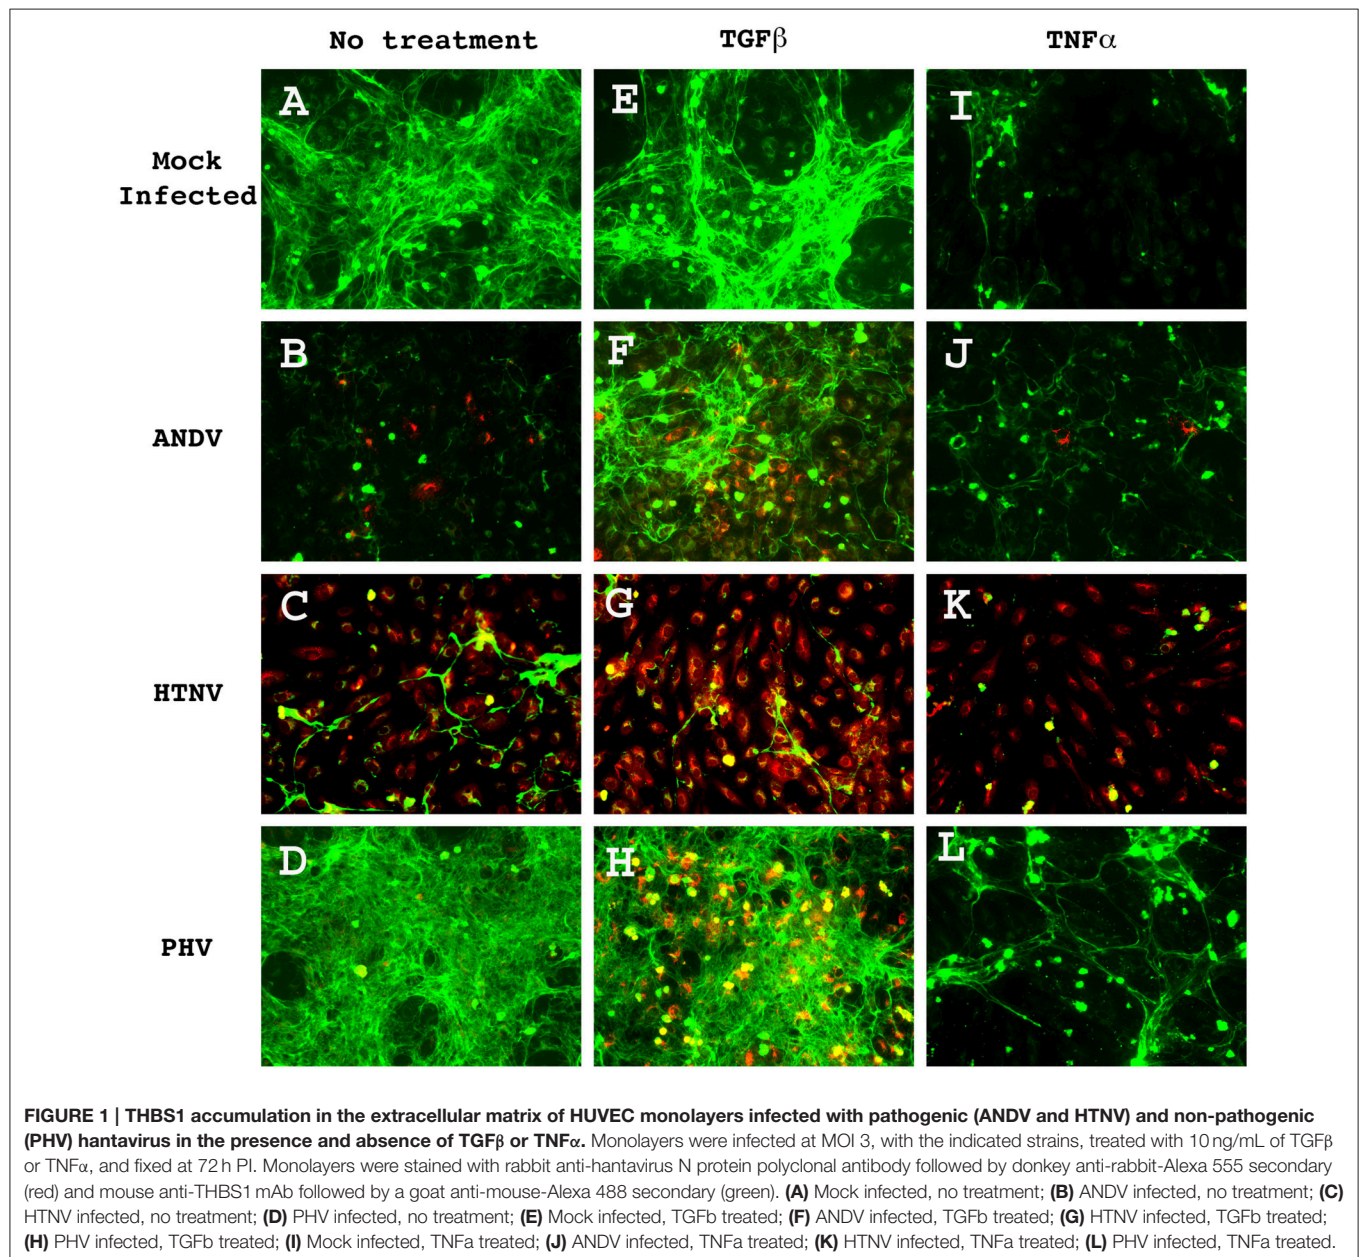 No treatment TGFβ TNFα
A E I
Mock
Infected
B F J
ANDV
C G K
HTNV
D H L
PHV
FIGURE 1 | THBS1 accumulation in the extracellular matrix of HUVEC monolayers infected with pathogenic (ANDV and HTNV) and non-pathogenic
(PHV) hantavirus in the presence and absence of TGFβ or TNFα. Monolayers were infected at MOI 3, with the indicated strains, treated with 10 ng/mL of TGFβ
or TNFα, and fixed at 72 h PI. Monolayers were stained with rabbit anti-hantavirus N protein polyclonal antibody followed by donkey anti-rabbit-Alexa 555 secondary
(red) and mouse anti-THBS1 mAb followed by a goat anti-mouse-Alexa 488 secondary (green). (A) Mock infected, no treatment; (B) ANDV infected, no treatment; (C)
HTNV infected, no treatment; (D) PHV infected, no treatment; (E) Mock infected, TGFb treated; (F) ANDV infected, TGFb treated; (G) HTNV infected, TGFb treated;
(H) PHV infected, TGFb treated; (I) Mock infected, TNFa treated; (J) ANDV infected, TNFa treated; (K) HTNV infected, TNFa treated; (L) PHV infected, TNFa treated.